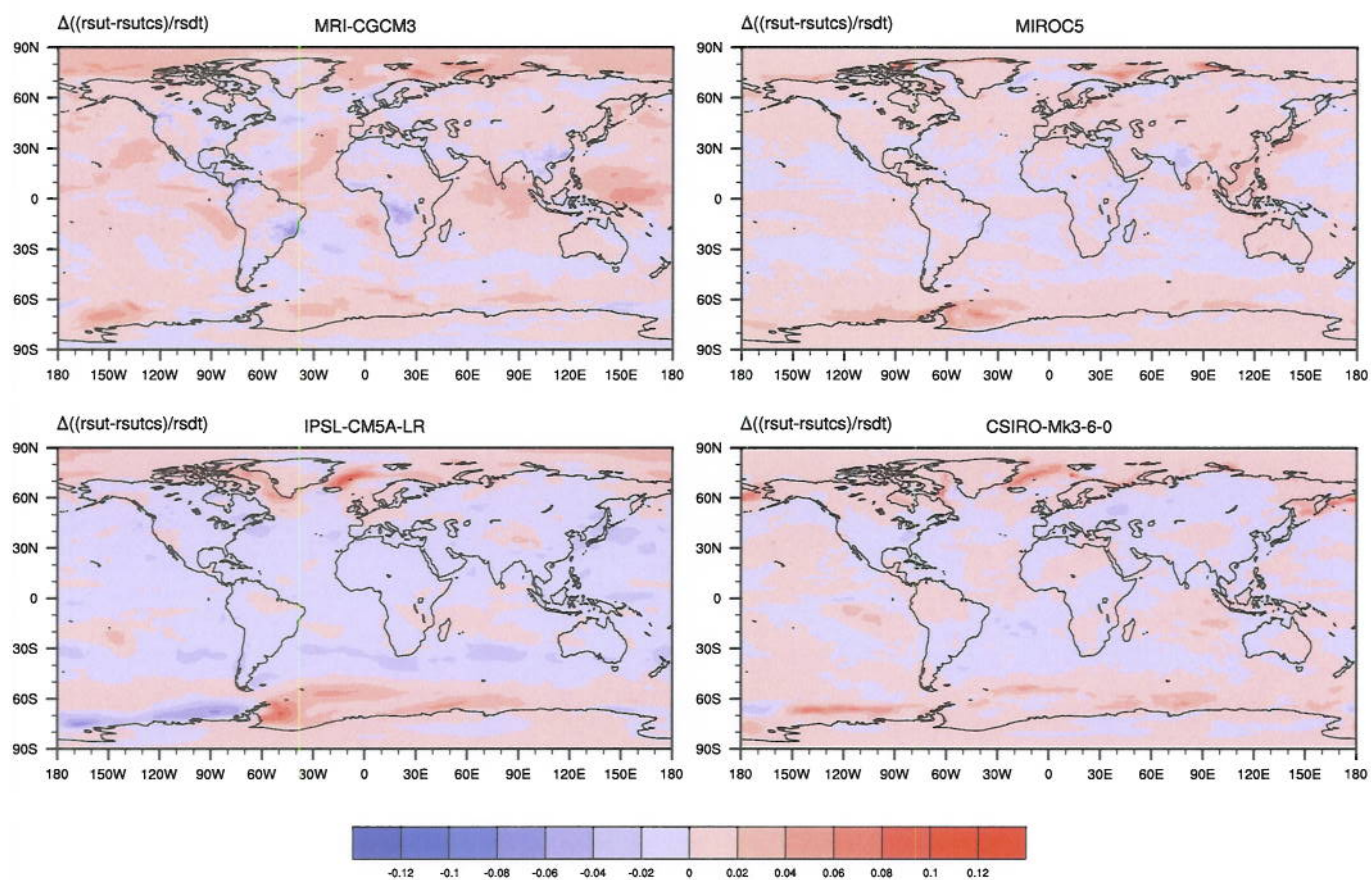 Δ((rsut-rsutcs)/rsdt) MRI-CGCM3
90N
60N
30N
0
30S
60S
90S
180 150W 120W 90W 60W 30W 0 30E 60E 90E 120E 150E 180
Δ((rsut-rsutcs)/rsdt) MIROC5
90N
60N
30N
0
30S
60S
90S
180 150W 120W 90W 60W 30W 0 30E 60E 90E 120E 150E 180
Δ((rsut-rsutcs)/rsdt) IPSL-CM5A-LR
90N
60N
30N
0
30S
60S
90S
180 150W 120W 90W 60W 30W 0 30E 60E 90E 120E 150E 180
Δ((rsut-rsutcs)/rsdt) CSIRO-Mk3-6-0
90N
60N
30N
0
30S
60S
90S
180 150W 120W 90W 60W 30W 0 30E 60E 90E 120E 150E 180
-0.12 -0.1 -0.08 -0.06 -0.04 -0.02 0 0.02 0.04 0.06 0.08 0.1 0.12